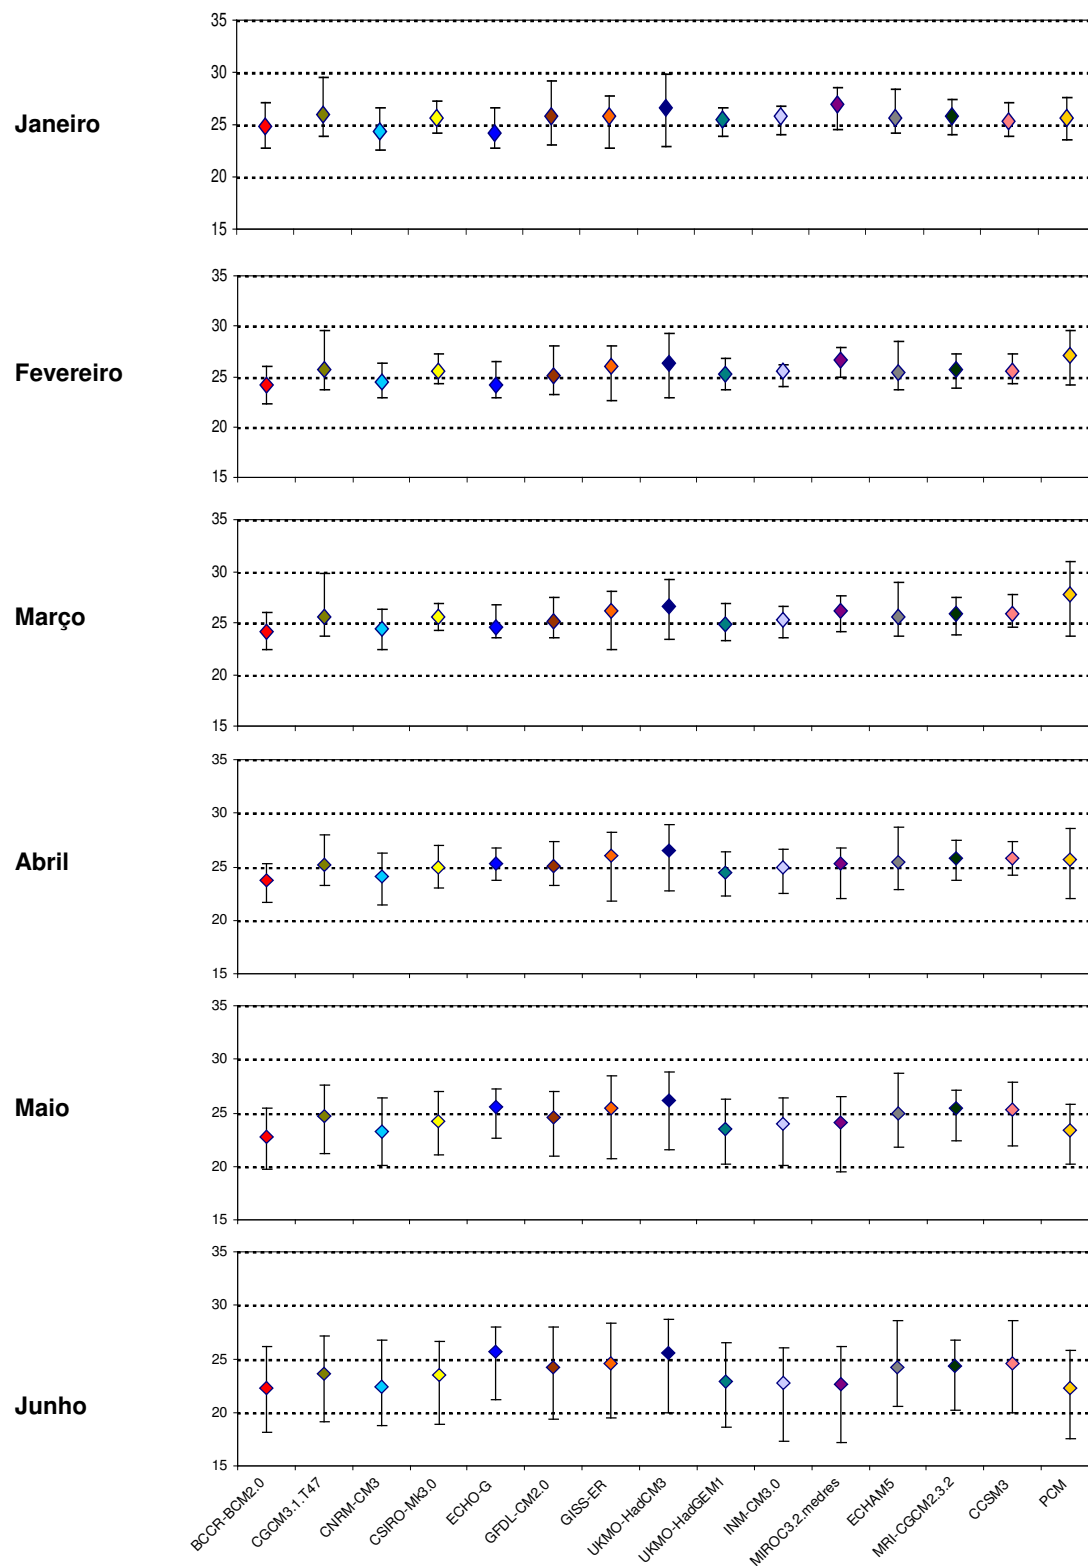 35
30
Janeiro
25
20
15
35
30
Fevereiro
25
20
15
35
30
Março
25
20
15
35
30
Abril
25
20
15
35
30
Maio
25
20
15
35
30
25
Junho
20
15
BCCR-BCM2.0
CGCM3.1.T47
CNRM-CM3
CSIRO-Mk3.0
ECHO-G
GFDL-CM2.0
GISS-ER
UKMO-HadCM3
UKMO-HadGEM1
INM-CM3.0
MIROC3.2.medres
ECHAM5
MRI-CGCM2.3.2
CCSM3
PCM